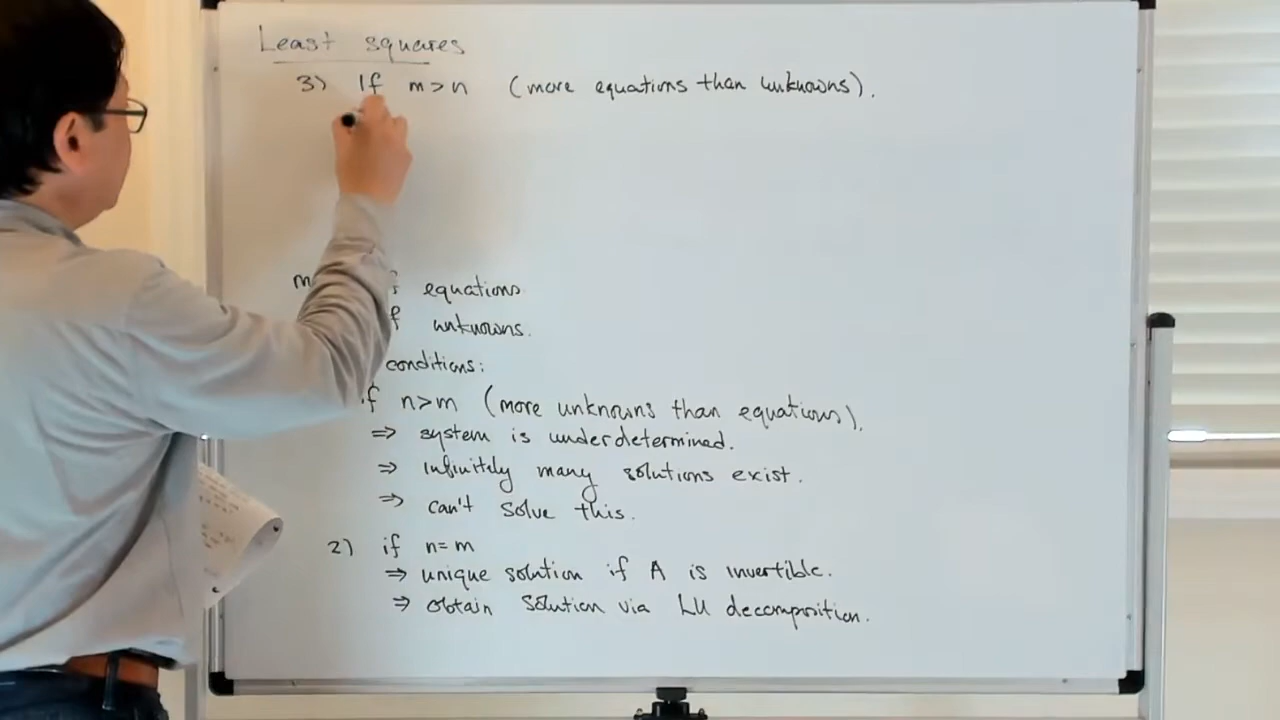 Least squares
3) If m>n (more equations than unknowns).
m equations
unknowns.
conditions:
if n>m (more unknowns than equations).
⇒ system is underdetermined.
⇒ infinitely many solutions exist.
⇒ can't solve this.
2) if n=m
⇒ unique solution if A is invertible.
⇒ obtain solution via LU decomposition.